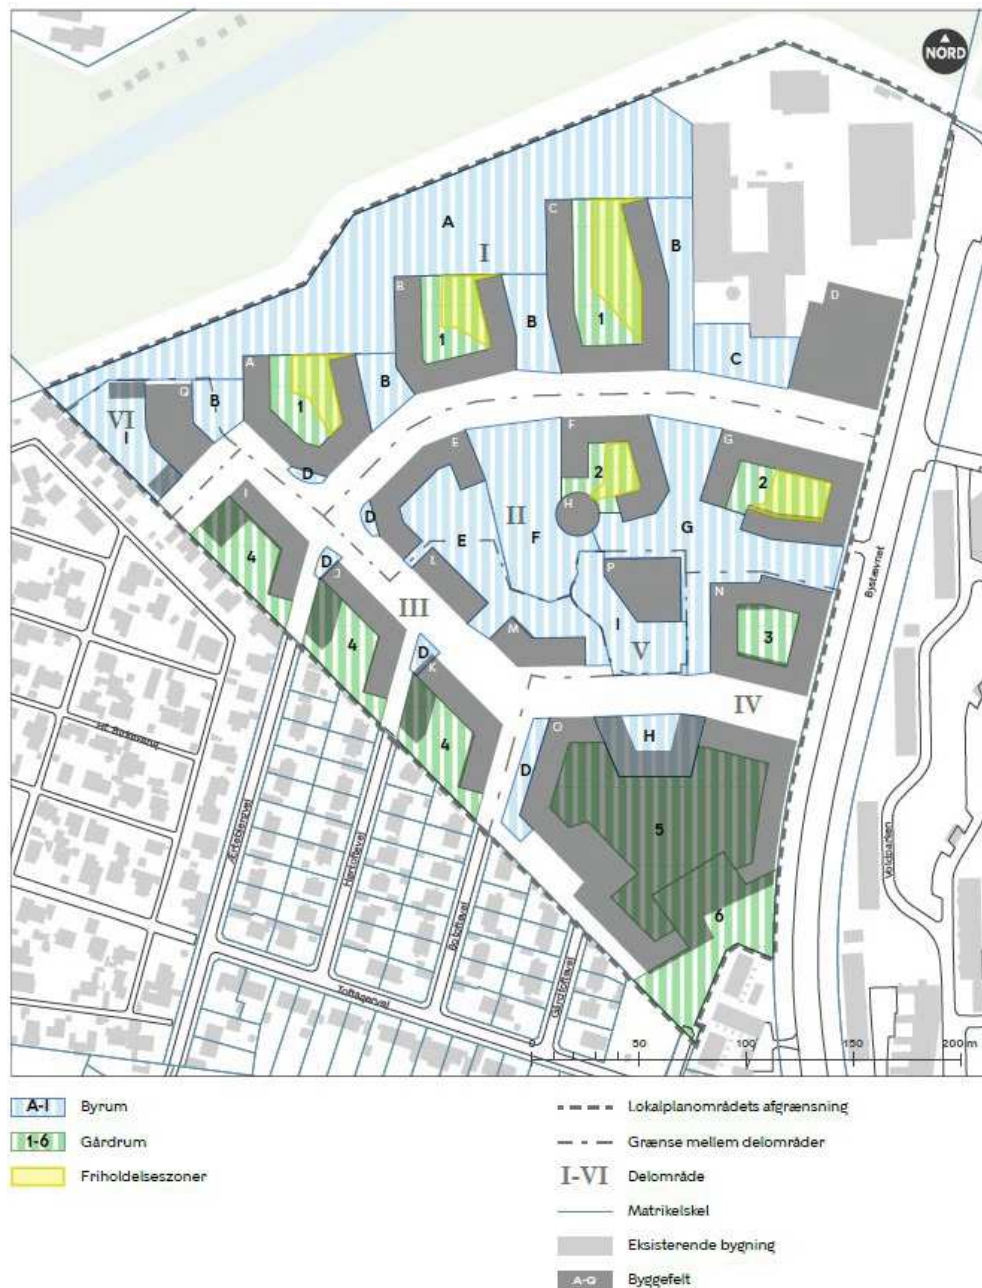 NORD
A
I
C
B
B
1
B
1
D
C
A
B
Q
B
1
VI
I
D
E
F
G
2
2
H
D
II
E
F
G
I
4
D
J
L
P
III
N
I
V
3
M
4
D
K
IV
4
O
H
D
5
6
Bystævnet
Voldparken
Toftagervej
0 50 100 150 200 m
A-I Byrum
1-6 Gårdrum
Friholdelseszoner
Lokalplanområdets afgrænsning
Grænse mellem delområder
I-VI Delområde
Matrikelskel
Eksisterende bygning
A-Q Byggefelt